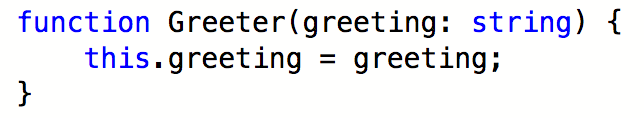 function Greeter(greeting: string) {
    this.greeting = greeting;
}